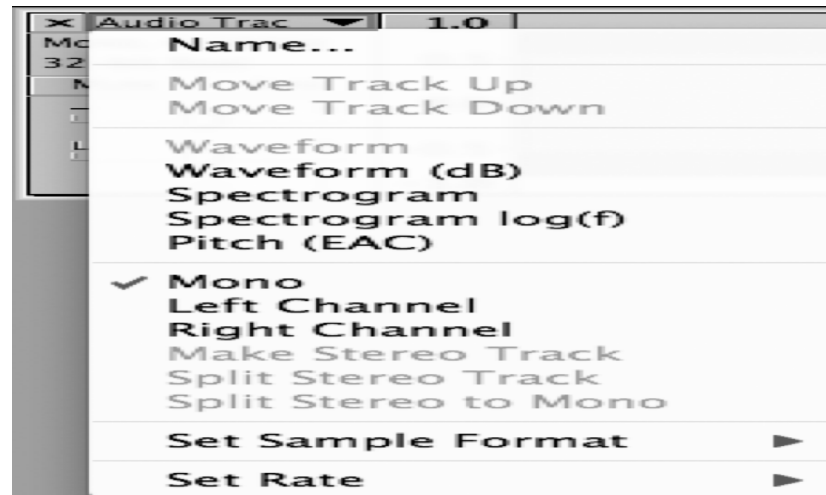 × Audio Trac 1.0
Mo
32
Name...
Move Track Up
Move Track Down
Waveform
Waveform (dB)
Spectrogram
Spectrogram log(f)
Pitch (EAC)
✓ Mono
Left Channel
Right Channel
Make Stereo Track
Split Stereo Track
Split Stereo to Mono
Set Sample Format
Set Rate